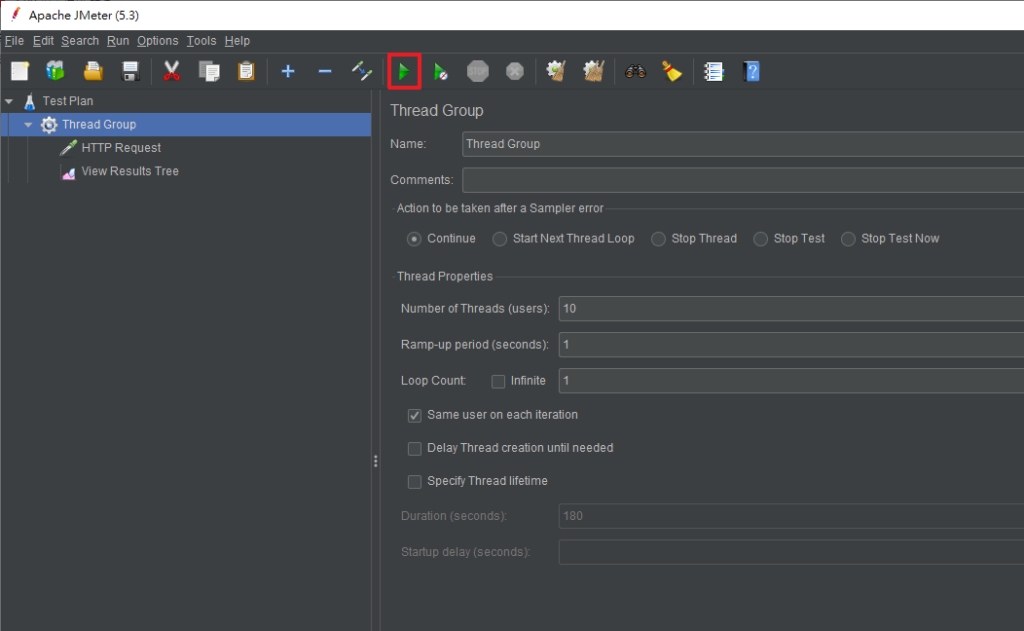 Apache JMeter (5.3)
File Edit Search Run Options Tools Help
STOP
?
Test Plan
Thread Group
HTTP Request
View Results Tree
Thread Group
Name: Thread Group
Comments:
Action to be taken after a Sampler error
Continue Start Next Thread Loop Stop Thread Stop Test Stop Test Now
Thread Properties
Number of Threads (users): 10
Ramp-up period (seconds): 1
Loop Count: Infinite 1
Same user on each iteration
Delay Thread creation until needed
Specify Thread lifetime
Duration (seconds): 180
Startup delay (seconds):